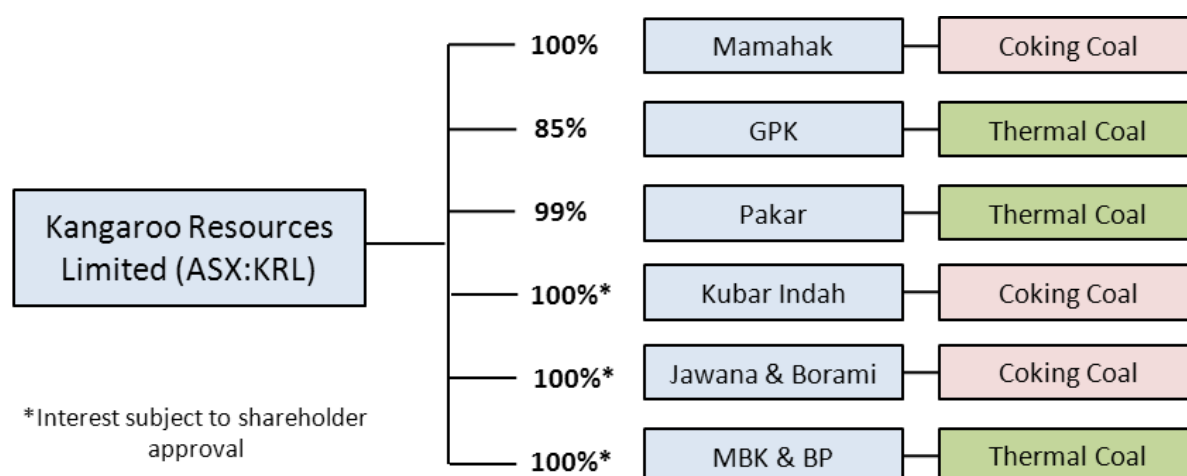 100% Mamahak Coking Coal
85% GPK Thermal Coal
99% Pakar Thermal Coal
Kangaroo Resources
Limited (ASX:KRL)
100%* Kubar Indah Coking Coal
100%* Jawana & Borami Coking Coal
*Interest subject to shareholder
approval
100%* MBK & BP Thermal Coal